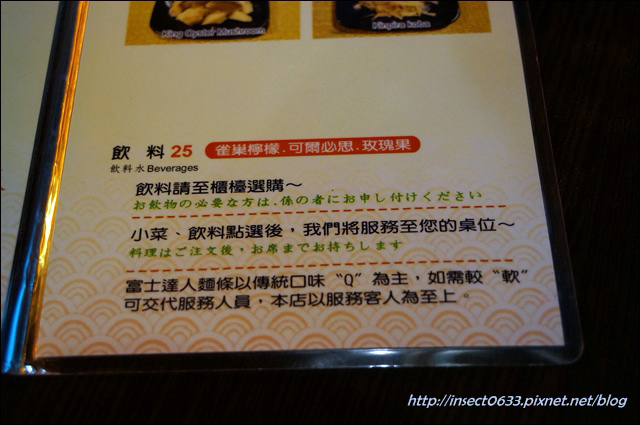 King Oyster Mushroom
Kinpira koba
飲 料 25 雀巢檸檬.可爾必思.玫瑰果
飲料水 Beverages
飲料請至櫃檯選購～
お飲物の必要な方は、係の者にお申し付けください
小菜、飲料點選後，我們將服務至您的桌位～
料理はご注文後，お席までお持ちします
富士達人麵條以傳統口味“Q”為主，如需較“軟”
可交代服務人員，本店以服務客人為至上。
http://insect0633.pixnet.net/blog